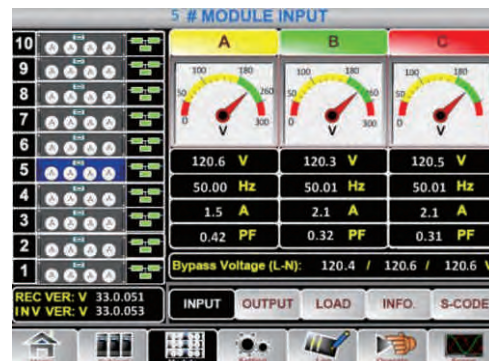 5 # MODULE INPUT
10
9
8
7
6
5
4
3
2
1
A B C
50 100 180 260 300 0 V
50 100 180 300 0 V
50 100 180 300 0 V
120.6 V 120.3 V 120.5 V
50.00 Hz 50.01 Hz 50.01 Hz
1.5 A 2.1 A 2.1 A
0.42 PF 0.32 PF 0.31 PF
Bypass Voltage (L-N): 120.4 / 120.6 / 120.6 V
REC VER: V 33.0.051
INV VER: V 33.0.053
INPUT OUTPUT LOAD INFO. S-CODE